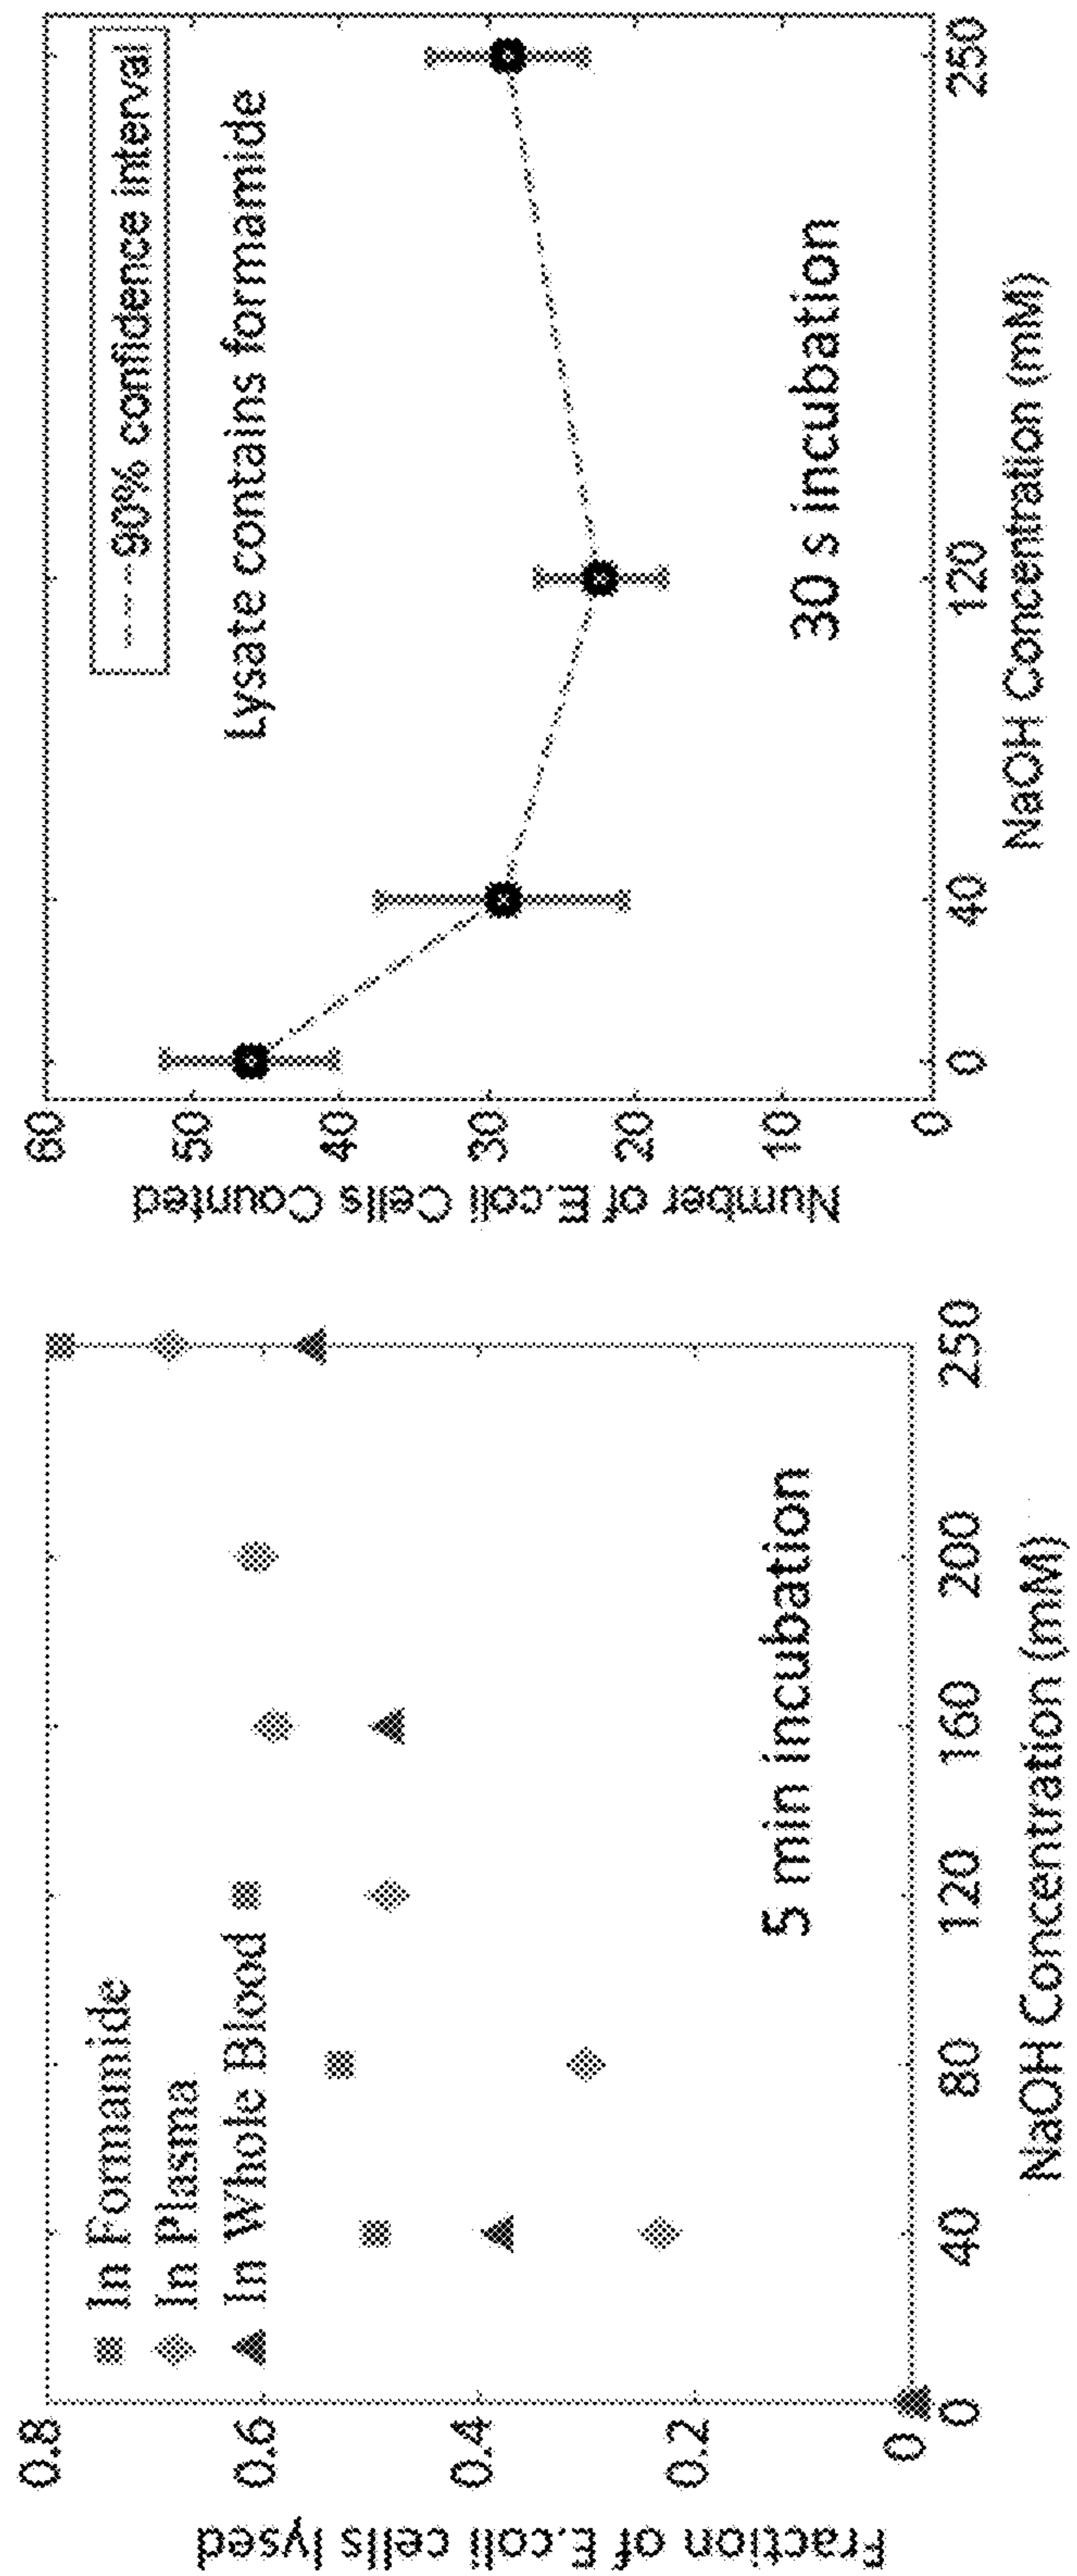 Fraction of E.coli cells lysed
0.8
0.6
0.4
0.2
0
In Formamide
In Plasma
In Whole Blood
5 min incubation
0 40 80 120 160 200 250
NaOH Concentration (mM)
Number of E.coli Cells Counted
60
50
40
30
20
10
0
90% confidence interval
Lysate contains formamide
30 s incubation
0 40 120 250
NaOH Concentration (mM)